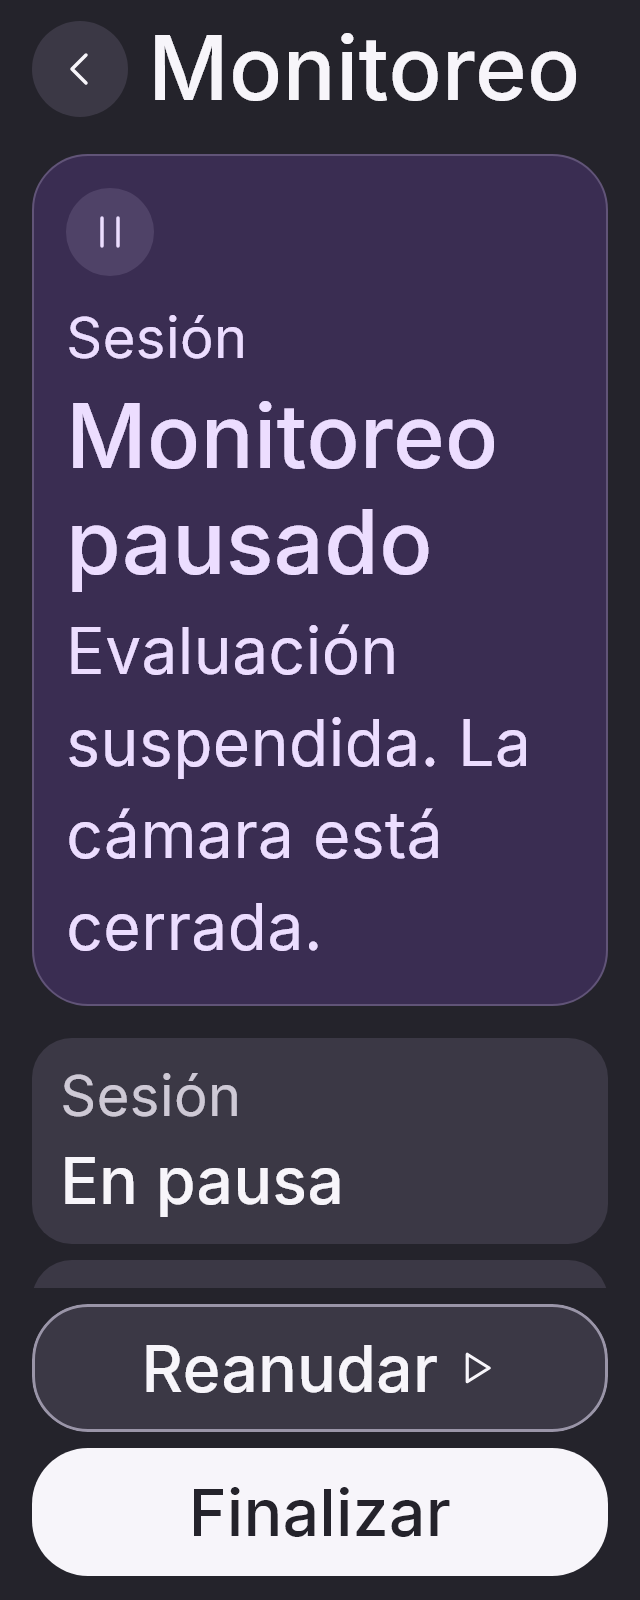 Monitoreo
Sesión
Monitoreo
pausado
Evaluación
suspendida. La
cámara está
cerrada.
Sesión
En pausa
Reanudar
Finalizar